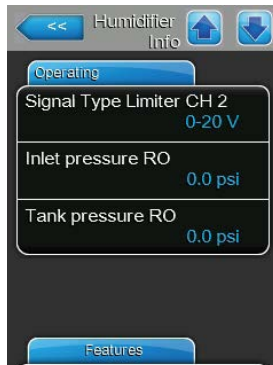 << Humidifier
Info
Operating
Signal Type Limiter CH 2
0-20 V
Inlet pressure RO
0.0 psi
Tank pressure RO
0.0 psi
Features